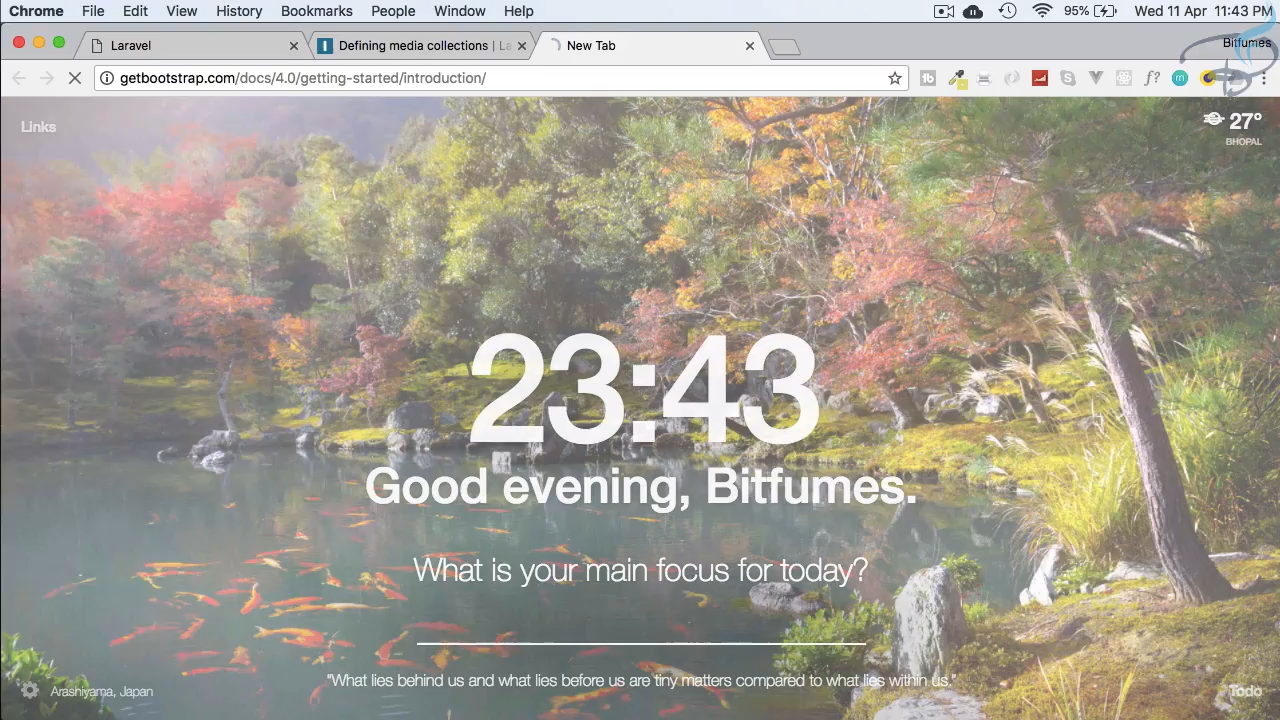 Chrome File Edit View History Bookmarks People Window Help 95% Wed 11 Apr 11:43 PM
Laravel Defining media collections | La New Tab Bitfumes
getbootstrap.com/docs/4.0/getting-started/introduction/ f? m
Links 27°
BHOPAL
23:43
Good evening, Bitfumes.
What is your main focus for today?
"What lies behind us and what lies before us are tiny matters compared to what lies within us."
Arashiyama, Japan Todo